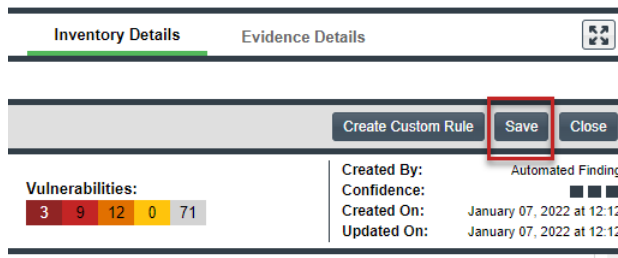 Inventory Details Evidence Details
Create Custom Rule Save Close
Created By: Automated Finding
Vulnerabilities: Confidence:
3 9 12 0 71 Created On: January 07, 2022 at 12:12
Updated On: January 07, 2022 at 12:12